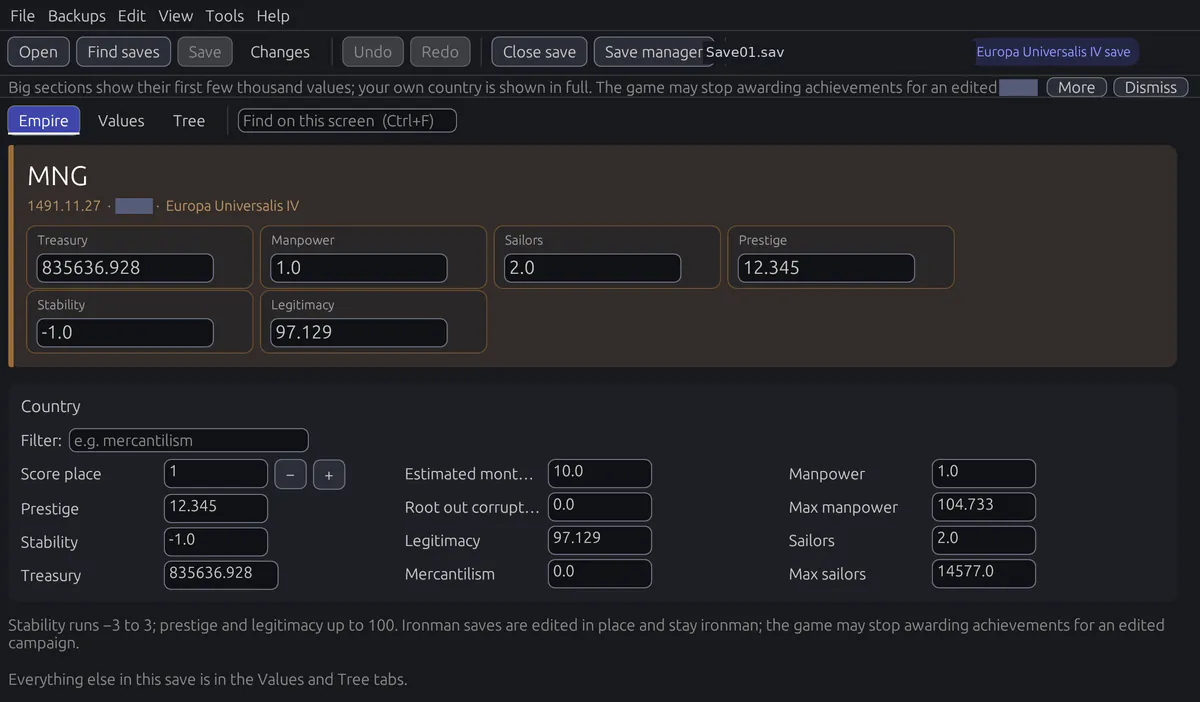 File Backups Edit View Tools Help
Open Find saves Save Changes Undo Redo Close save Save manager Save01.sav Europa Universalis IV save
Big sections show their first few thousand values; your own country is shown in full. The game may stop awarding achievements for an edited More Dismiss
Empire Values Tree Find on this screen (Ctrl+F)
MNG
1491.11.27 · · Europa Universalis IV
Treasury Manpower Sailors Prestige
835636.928 1.0 2.0 12.345
Stability Legitimacy
-1.0 97.129
Country
Filter: e.g. mercantilism
Score place 1 − + Estimated mont... 10.0 Manpower 1.0
Prestige 12.345 Root out corrupt... 0.0 Max manpower 104.733
Stability -1.0 Legitimacy 97.129 Sailors 2.0
Treasury 835636.928 Mercantilism 0.0 Max sailors 14577.0
Stability runs −3 to 3; prestige and legitimacy up to 100. Ironman saves are edited in place and stay ironman; the game may stop awarding achievements for an edited
campaign.
Everything else in this save is in the Values and Tree tabs.